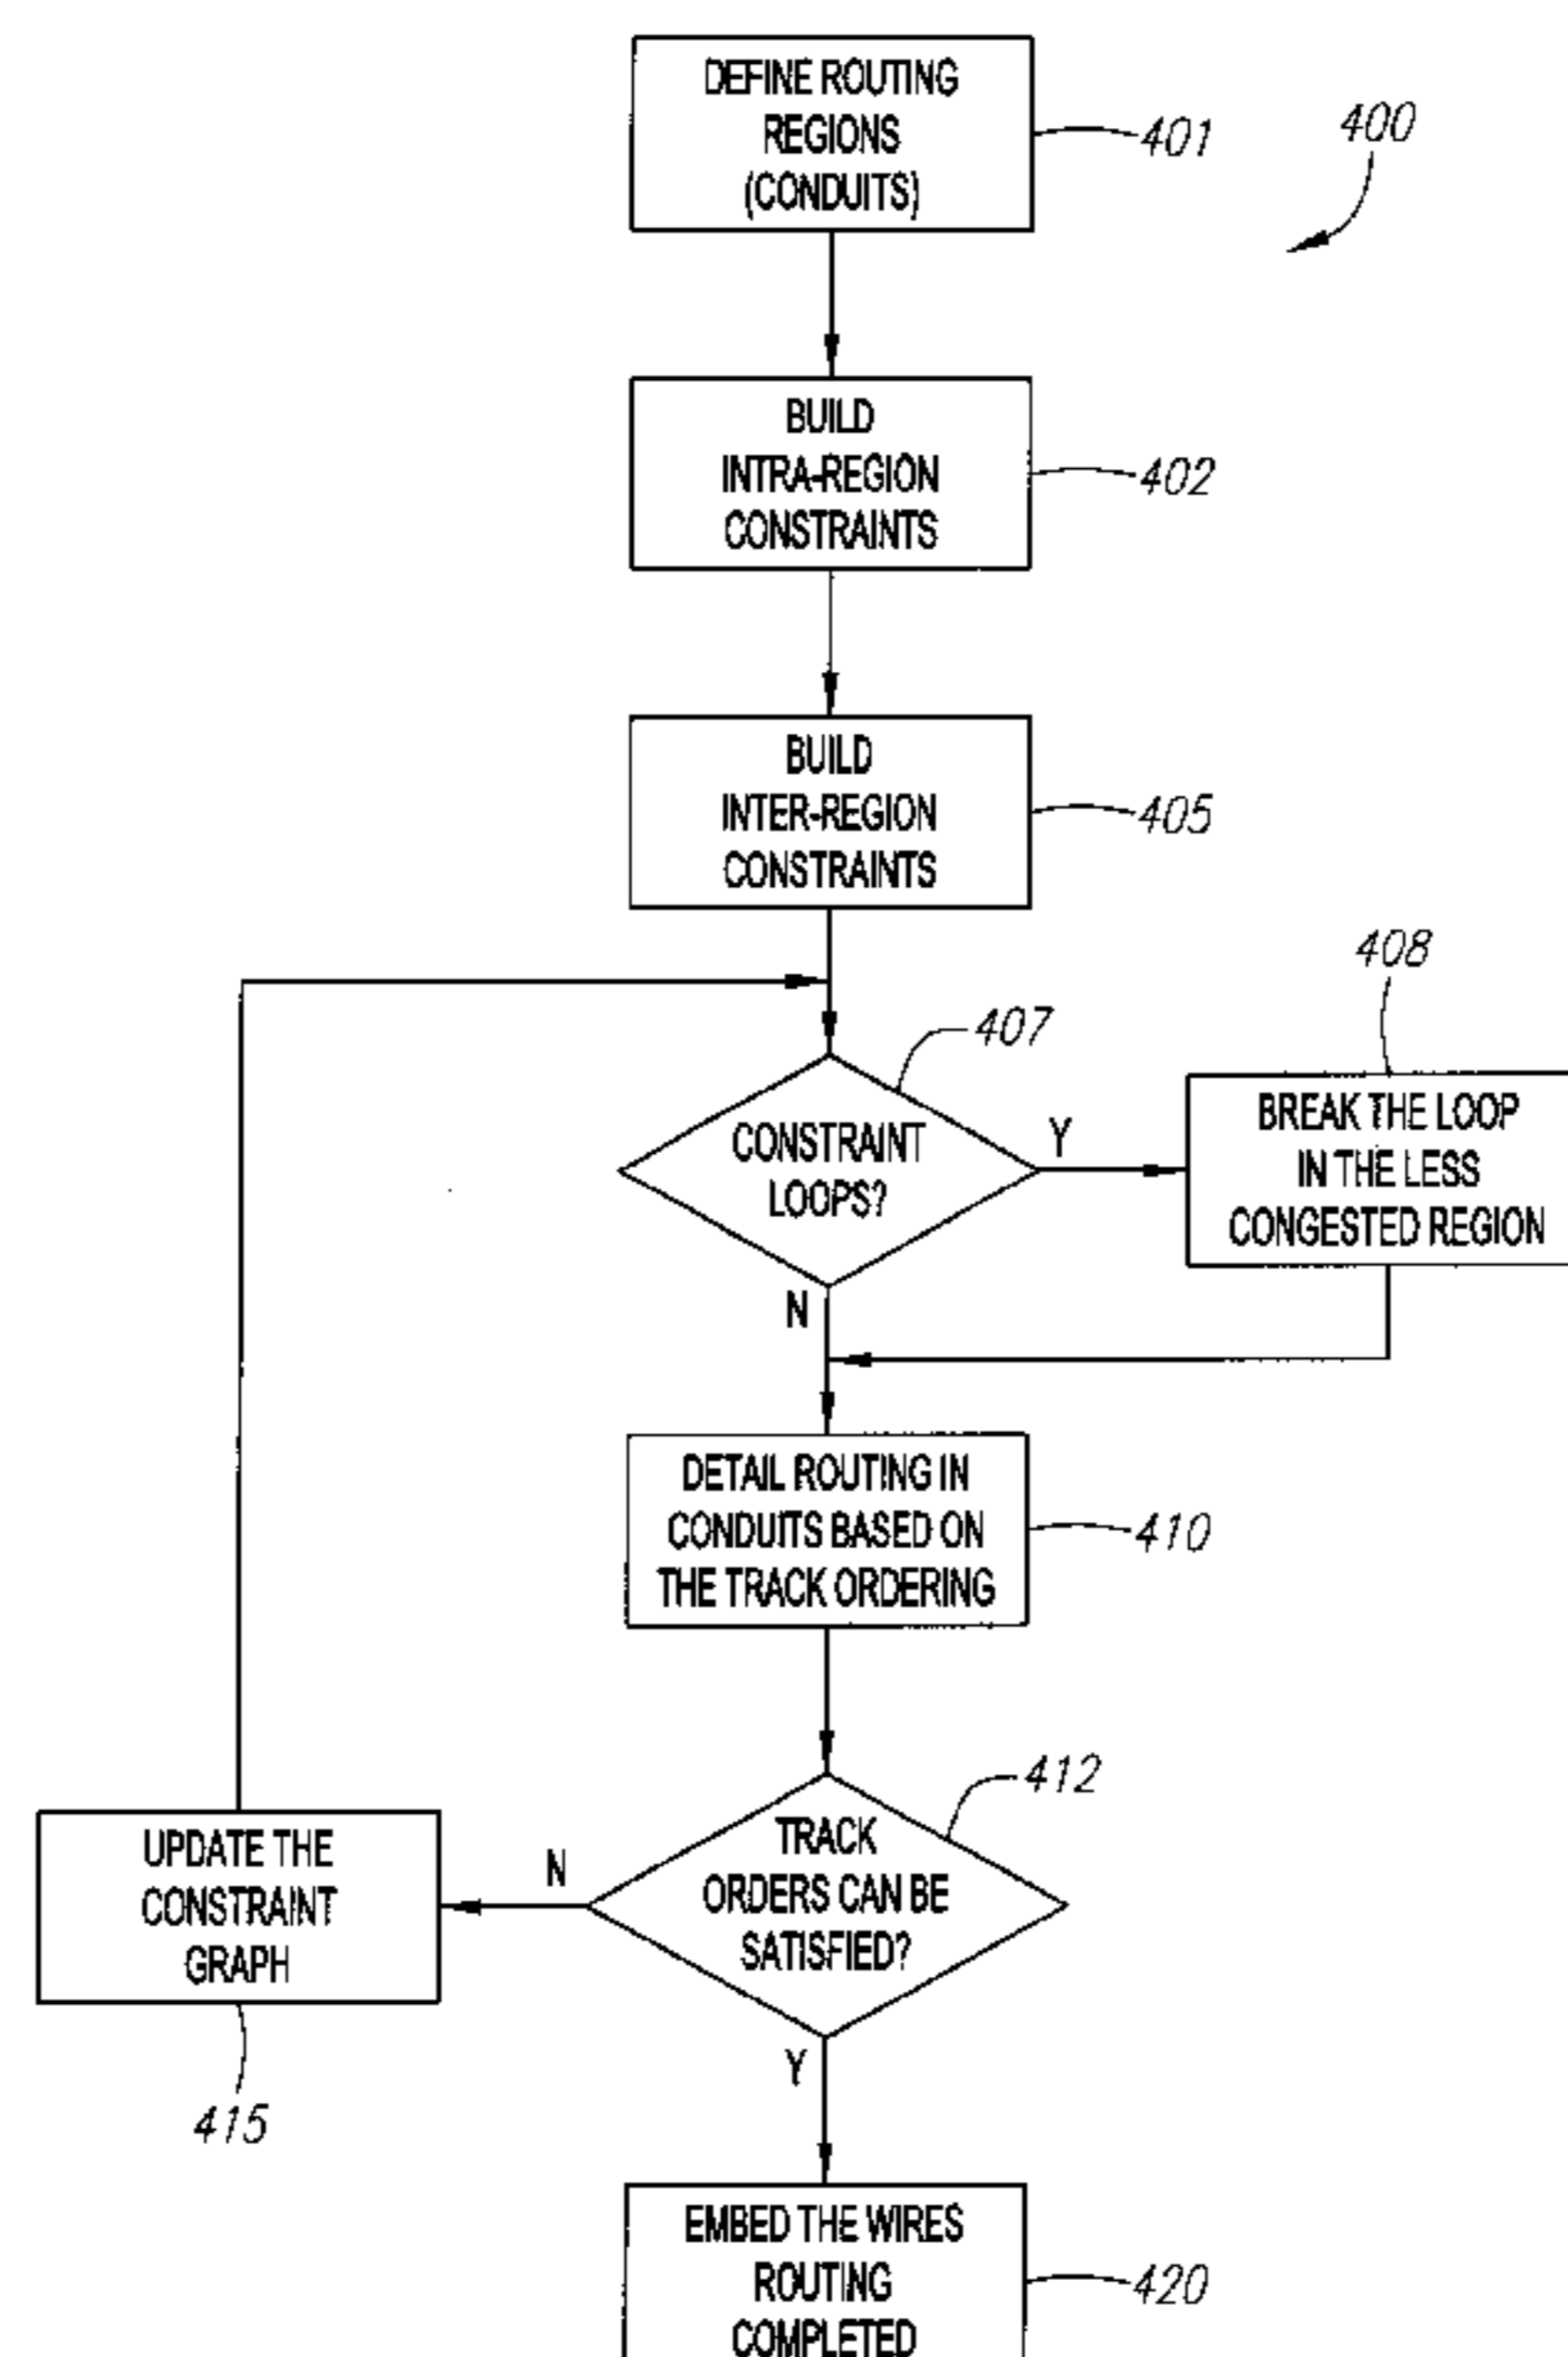 DEFINE ROUTING
REGIONS
(CONDUITS)
401
400
BUILD
INTRA-REGION
CONSTRAINTS
402
BUILD
INTER-REGION
CONSTRAINTS
405
408
407
CONSTRAINT
LOOPS?
Y
BREAK THE LOOP
IN THE LESS
CONGESTED REGION
N
DETAIL ROUTING IN
CONDUITS BASED ON
THE TRACK ORDERING
410
412
TRACK
ORDERS CAN BE
SATISFIED?
N
UPDATE THE
CONSTRAINT
GRAPH
415
Y
EMBED THE WIRES
ROUTING
COMPLETED
420